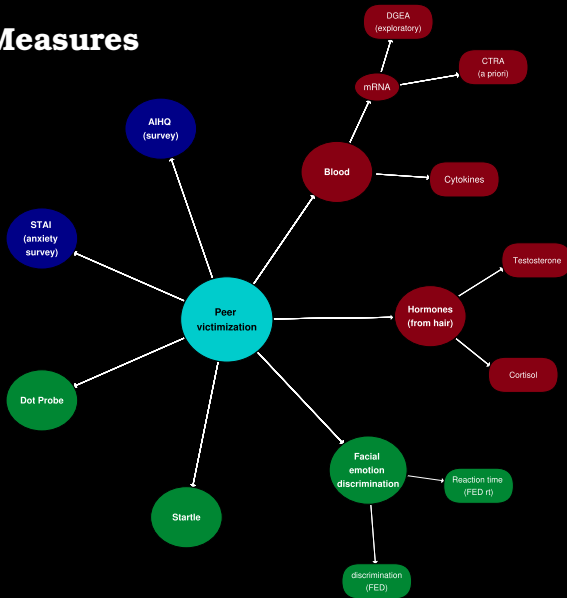 Measures
DGEA
(exploratory)
CTRA
(a priori)
mRNA
AIHQ
(survey)
Blood
Cytokines
STAI
(anxiety
survey)
Testosterone
Peer
victimization
Hormones
(from hair)
Cortisol
Dot Probe
Facial
emotion
discrimination
Reaction time
(FED rt)
Startle
discrimination
(FED)